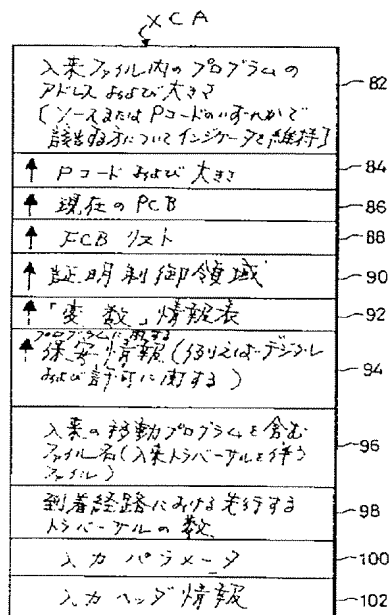 XCA
入来ファイル内のプログラムの
アドレス および 大きさ
[ソースまたはPコードのいずれかで
該当する方についてインジケータを維持]
82
↑ Pコード および 大きさ
84
↑ 現在の PCB
86
↑ FCB リスト
88
↑ 証明制御領域
90
↑ 「変数」情報表
92
プログラムに関する
↑ 保安情報 (例えば デジタル
および許可に関する)
94
入来の移動プログラムを含む
ファイル名(入来トラバーサルを伴う
ファイル)
96
到着経路における先行する
トラバーサルの数
98
入力 パラメータ
100
入力 ヘッダ 情報
102